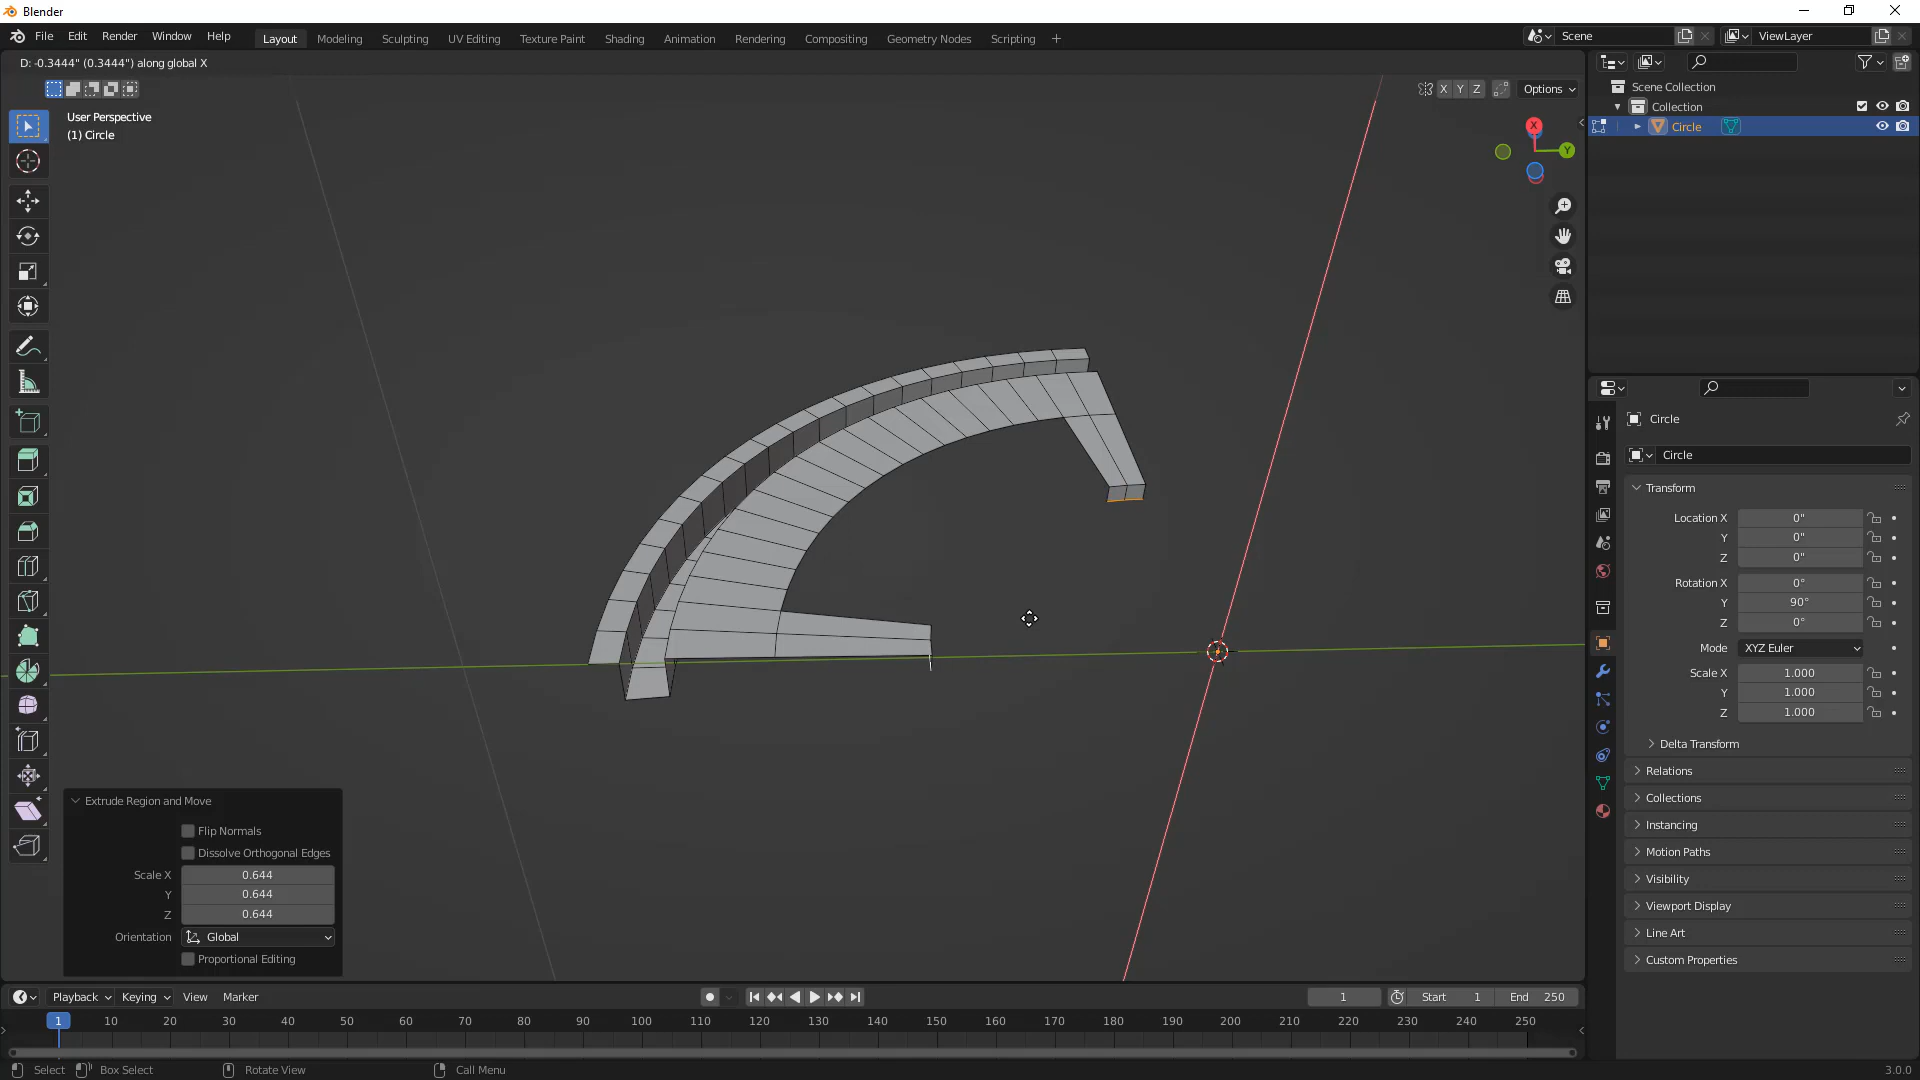 Blender
File Edit Render Window Help
Layout Modeling Sculpting UV Editing Texture Paint Shading Animation Rendering Compositing Geometry Nodes Scripting
Scene
ViewLayer
D: -0.3444" (0.3444") along global X
X Y Z
Options
User Perspective
(1) Circle
X
Y
Scene Collection
Collection
Circle
Circle
Circle
Transform
Location X 0"
Y 0"
Z 0"
Rotation X 0°
Y 90°
Z 0°
Mode XYZ Euler
Scale X 1.000
Y 1.000
Z 1.000
Delta Transform
Relations
Collections
Instancing
Motion Paths
Visibility
Viewport Display
Line Art
Custom Properties
Extrude Region and Move
Flip Normals
Dissolve Orthogonal Edges
Scale X 0.644
Y 0.644
Z 0.644
Orientation Global
Proportional Editing
Playback Keying View Marker
1 Start 1 End 250
1 10 20 30 40 50 60 70 80 90 100 110 120 130 140 150 160 170 180 190 200 210 220 230 240 250
Select Box Select Rotate View Call Menu
3.0.0